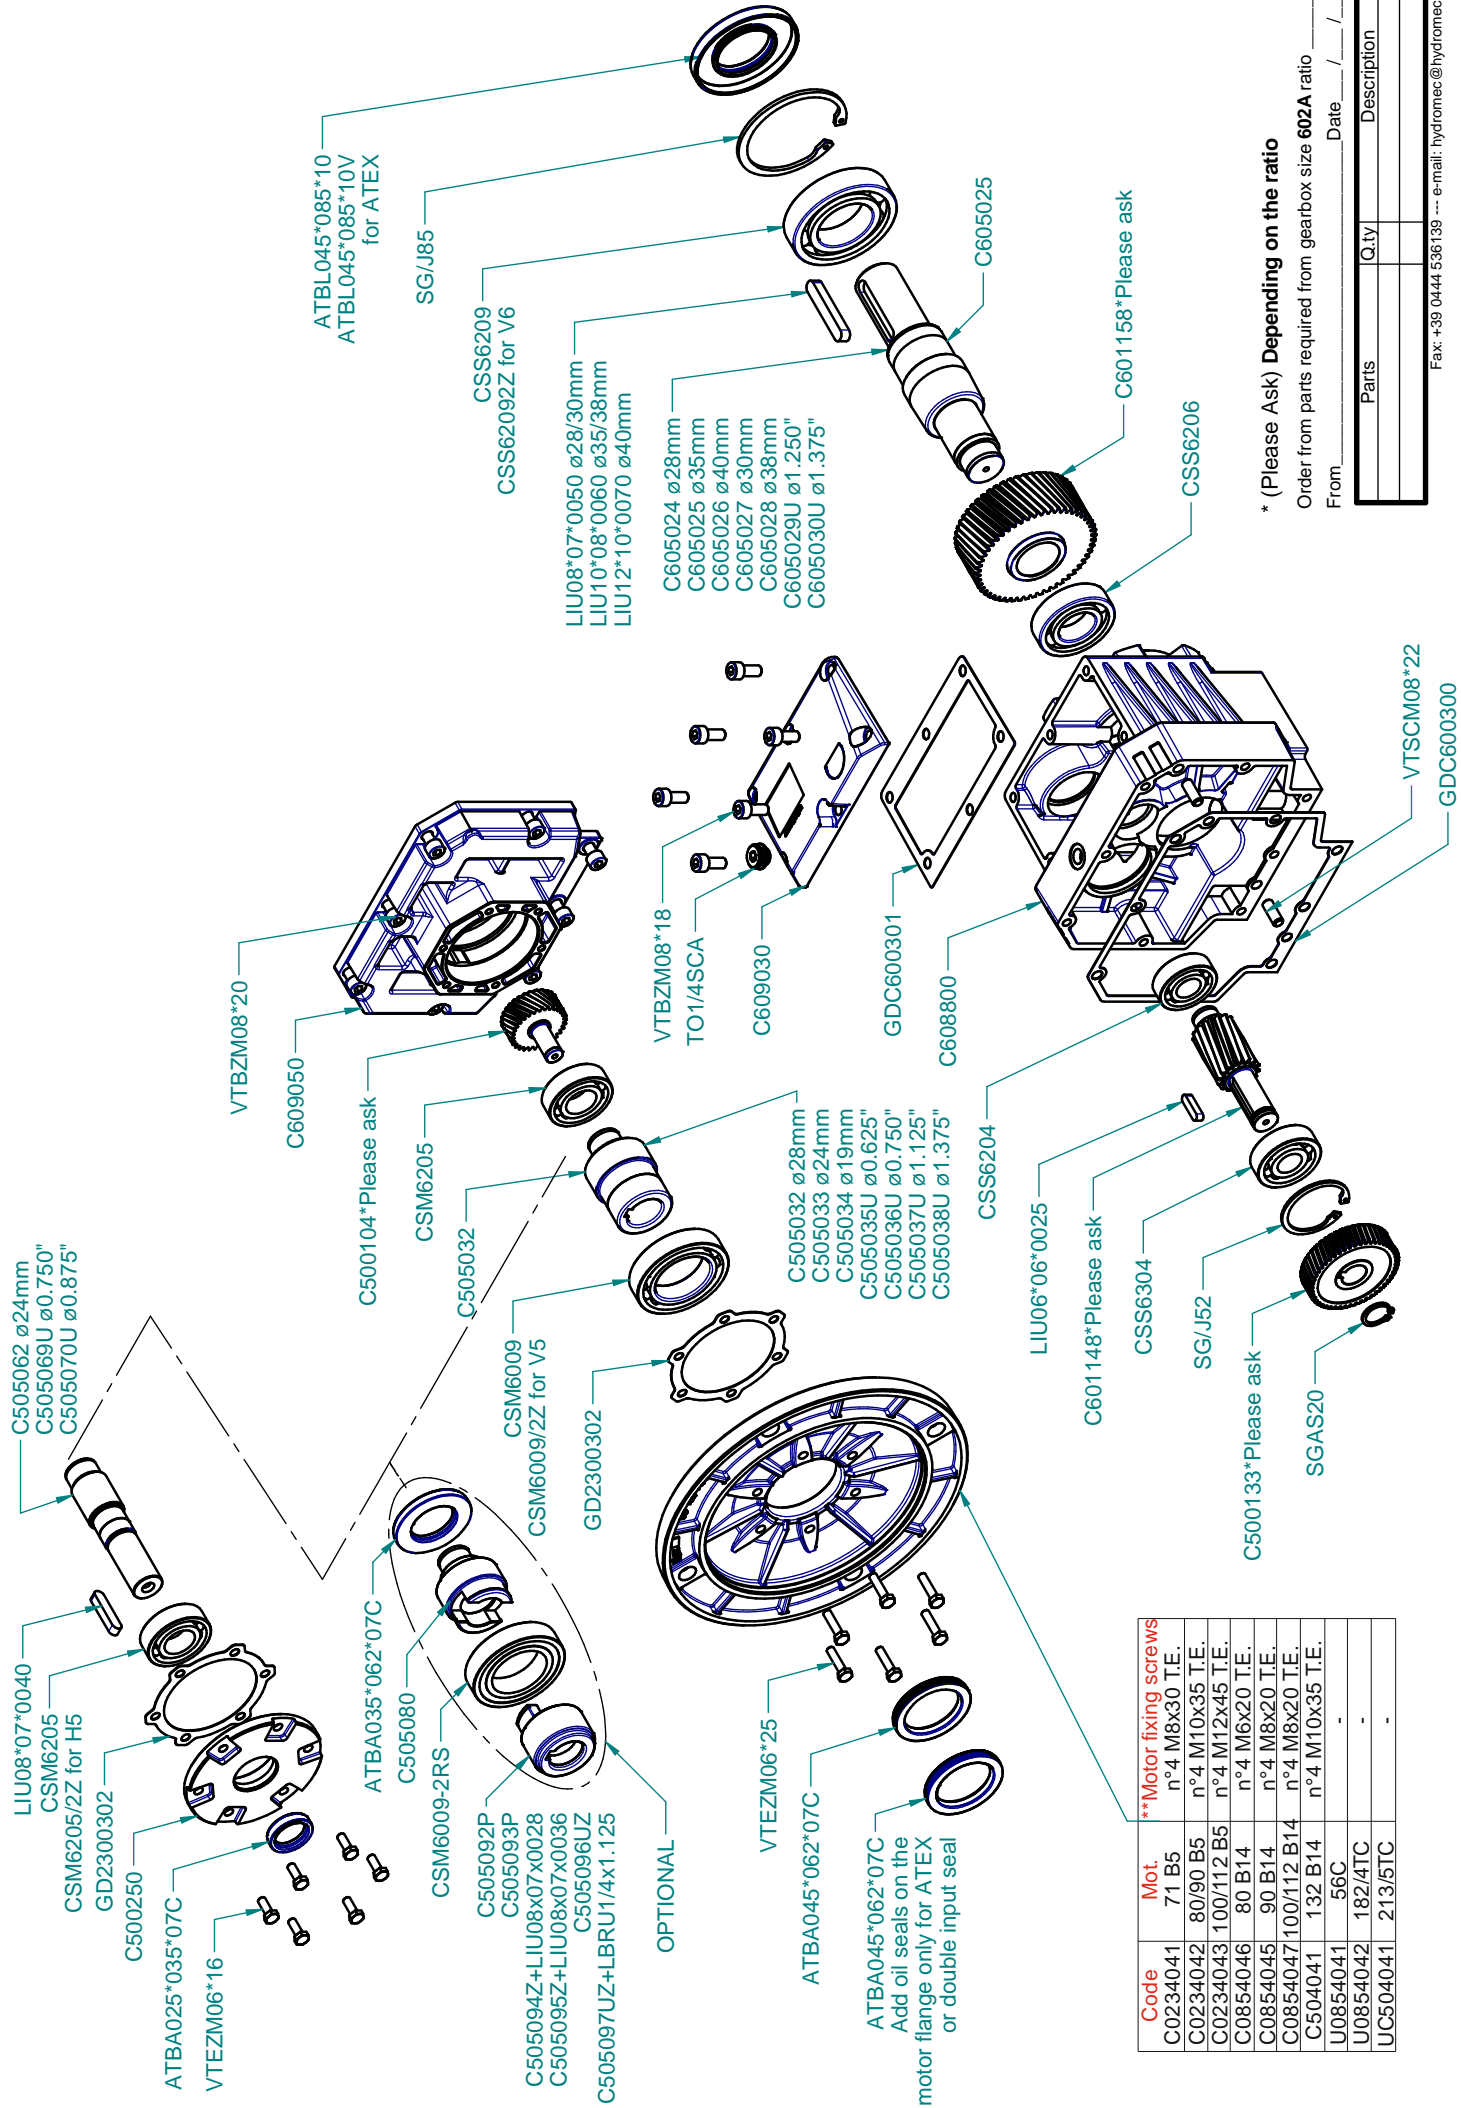 C505062 ø24mm
C505069U ø0.750"
C505070U ø0.875"
LIU08*07*0040
CSM6205
CSM6205/2Z for H5
GD2300302
C500250
ATBA025*035*07C
VTEZM06*16
ATBA035*062*07C
C505080
CSM6009-2RS
C505092P
C505093P
C505094Z+LIU08x07x0028
C505095Z+LIU08x07x0036
C505096UZ
C505097UZ+LBRU1/4x1.125
OPTIONAL
VTEZM06*25
ATBA045*062*07C
ATBA045*062*07C
Add oil seals on the
motor flange only for ATEX
or double input seal
VTBZM08*20
C609050
C500104*Please ask
CSM6205
C505032
CSM6009
CSM6009/2Z for V5
GD2300302
C505032 ø28mm
C505033 ø24mm
C505034 ø19mm
C505035U ø0.625"
C505036U ø0.750"
C505037U ø1.125"
C505038U ø1.375"
ATBL045*085*10
ATBL045*085*10V
for ATEX
SG/J85
CSS6209
CSS62092Z for V6
LIU08*07*0050 ø28/30mm
LIU10*08*0060 ø35/38mm
LIU12*10*0070 ø40mm
C605024 ø28mm
C605025 ø35mm
C605026 ø40mm
C605027 ø30mm
C605028 ø38mm
C605029U ø1.250"
C605030U ø1.375"
C605025
C601158*Please ask
CSS6206
VTBZM08*18
TO1/4SCA
C609030
GDC600301
C608800
VTSCM08*22
GDC600300
CSS6204
LIU06*06*0025
C601148*Please ask
CSS6304
SG/J52
C500133*Please ask
SGAS20
* (Please Ask) Depending on the ratio
Order from parts required from gearbox size 602A ratio
From Date / /
Parts Q.ty Description
Fax: +39 0444 536139 --- e-mail: hydromec@hydromec
Code Mot. **Motor fixing screws
C0234041 71 B5 n°4 M8x30 T.E.
C0234042 80/90 B5 n°4 M10x35 T.E.
C0234043 100/112 B5 n°4 M12x45 T.E.
C0854046 80 B14 n°4 M6x20 T.E.
C0854045 90 B14 n°4 M8x20 T.E.
C0854047 100/112 B14 n°4 M8x20 T.E.
C504041 132 B14 n°4 M10x35 T.E.
U0854041 56C -
U0854042 182/4TC -
UC504041 213/5TC -